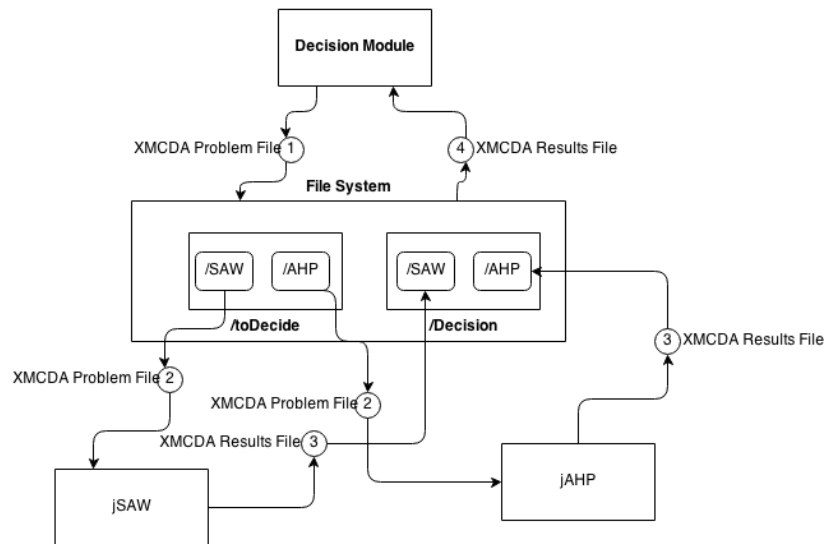 Decision Module
XMCDA Problem File 1
4 XMCDA Results File
File System
/SAW /AHP
/toDecide
/SAW /AHP
/Decision
3 XMCDA Results File
XMCDA Problem File 2
XMCDA Problem File 2
XMCDA Results File 3
jSAW
jAHP